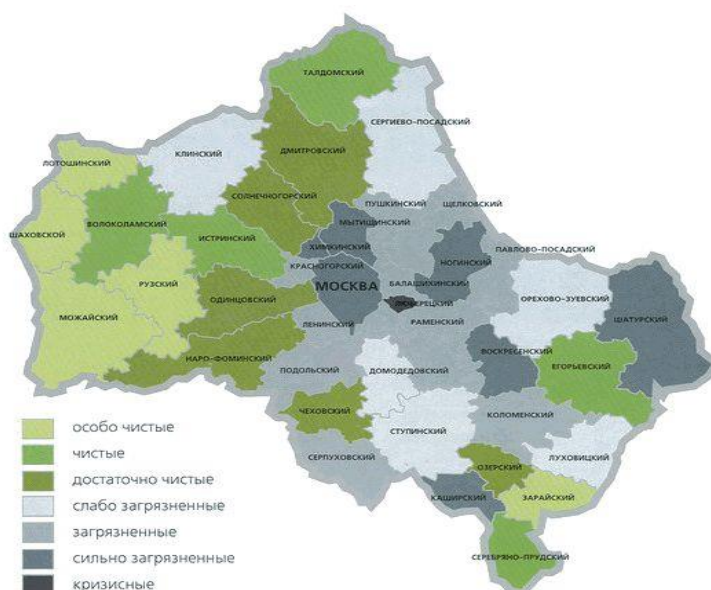 ТАЛДОМСКИЙ
СЕРГИЕВО-ПОСАДСКИЙ
КЛИНСКИЙ
ДМИТРОВСКИЙ
ЛОТОШИНСКИЙ
СОЛНЕЧНОГОРСКИЙ
ПУШКИНСКИЙ
ЩЕЛКОВСКИЙ
ШАХОВСКОЙ
ВОЛОКОЛАМСКИЙ
МЫТИЩИНСКИЙ
ИСТРИНСКИЙ
ХИМКИНСКИЙ
ПАВЛОВО-ПОСАДСКИЙ
НОГИНСКИЙ
КРАСНОГОРСКИЙ
РУЗСКИЙ
МОСКВА
БАЛАШИХИНСКИЙ
ОДИНЦОВСКИЙ
ЛЮБЕРЕЦКИЙ
ОРЕХОВО-ЗУЕВСКИЙ
МОЖАЙСКИЙ
ЛЕНИНСКИЙ
РАМЕНСКИЙ
ШАТУРСКИЙ
НАРО-ФОМИНСКИЙ
ВОСКРЕСЕНСКИЙ
ПОДОЛЬСКИЙ
ДОМОДЕДОВСКИЙ
ЕГОРЬЕВСКИЙ
ЧЕХОВСКИЙ
КОЛОМЕНСКИЙ
СТУПИНСКИЙ
СЕРПУХОВСКИЙ
ЛУХОВИЦКИЙ
ОЗЕРСКИЙ
КАШИРСКИЙ
ЗАРАЙСКИЙ
СЕРЕБРЯНО-ПРУДСКИЙ
особо чистые
чистые
достаточно чистые
слабо загрязненные
загрязненные
сильно загрязненные
кризисные